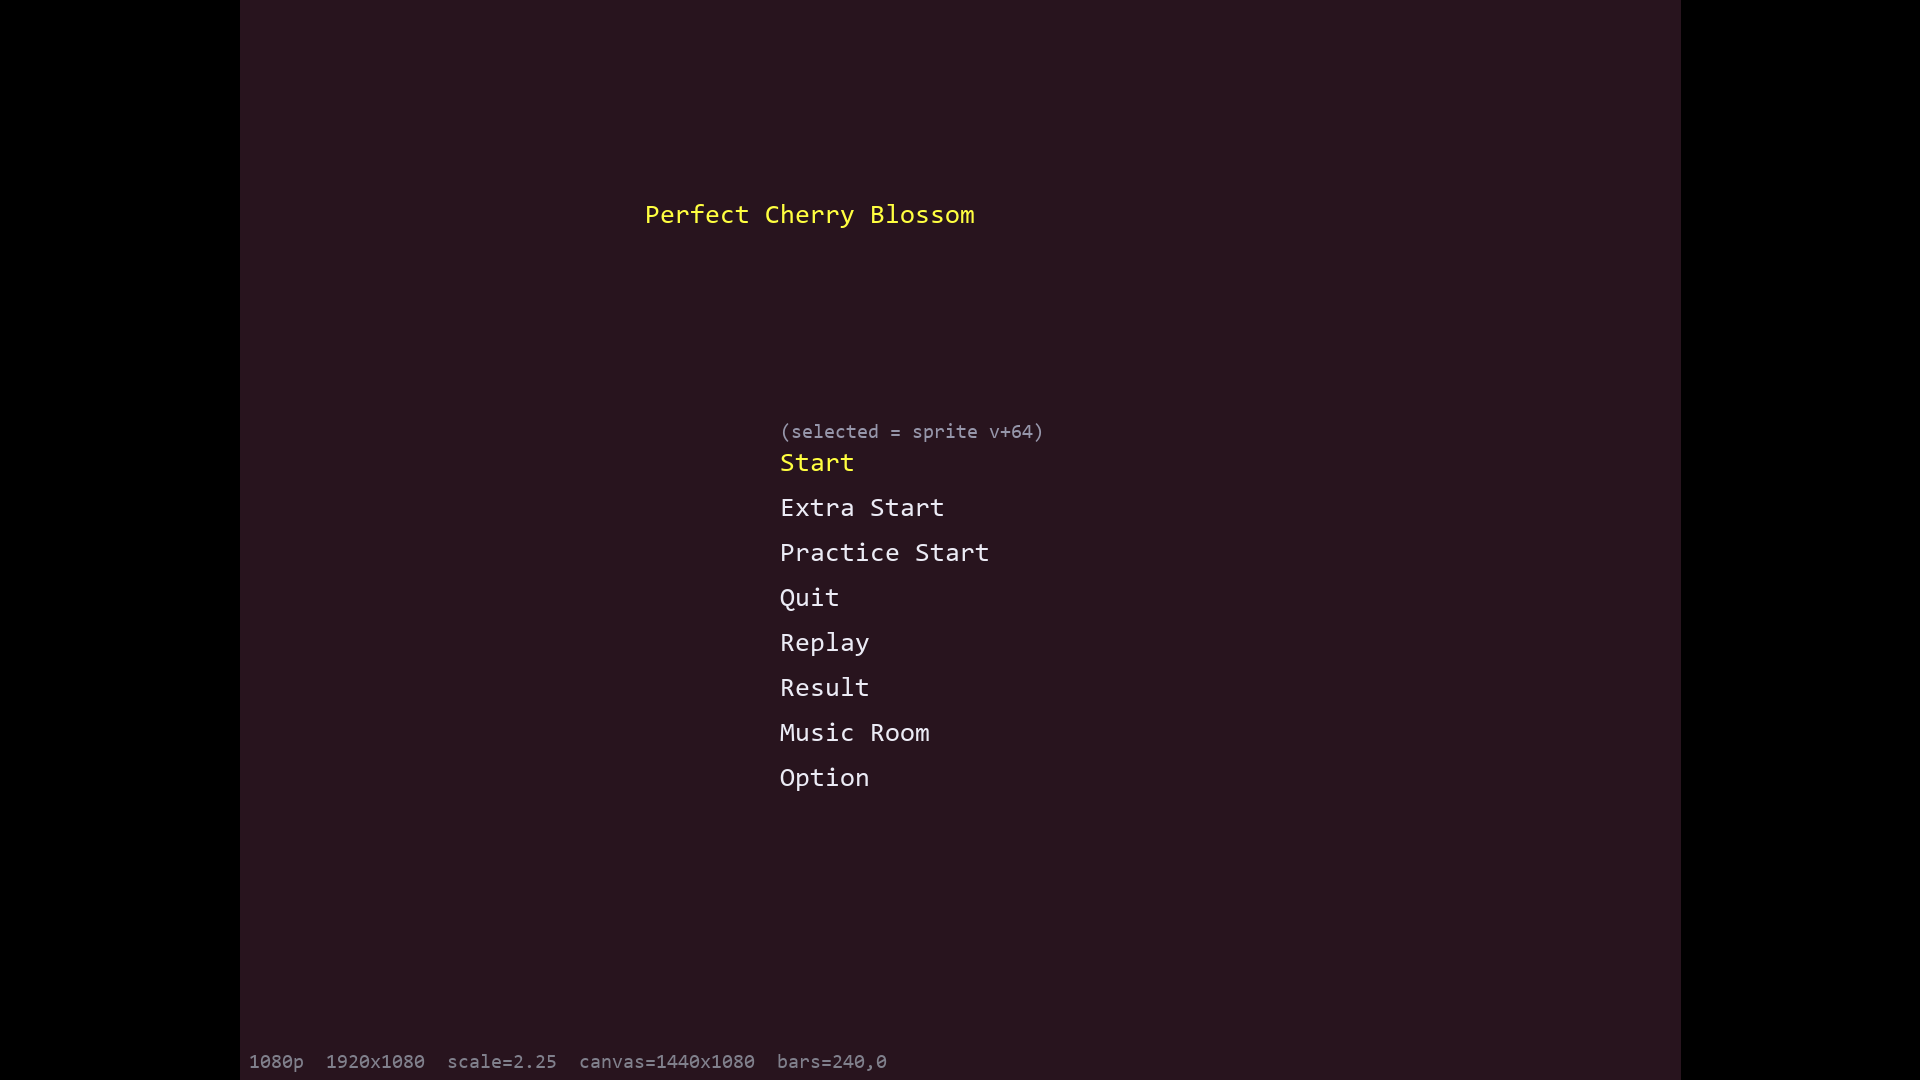 Perfect Cherry Blossom
(selected = sprite v+64)
Start
Extra Start
Practice Start
Quit
Replay
Result
Music Room
Option
1080p  1920x1080  scale=2.25  canvas=1440x1080  bars=240,0